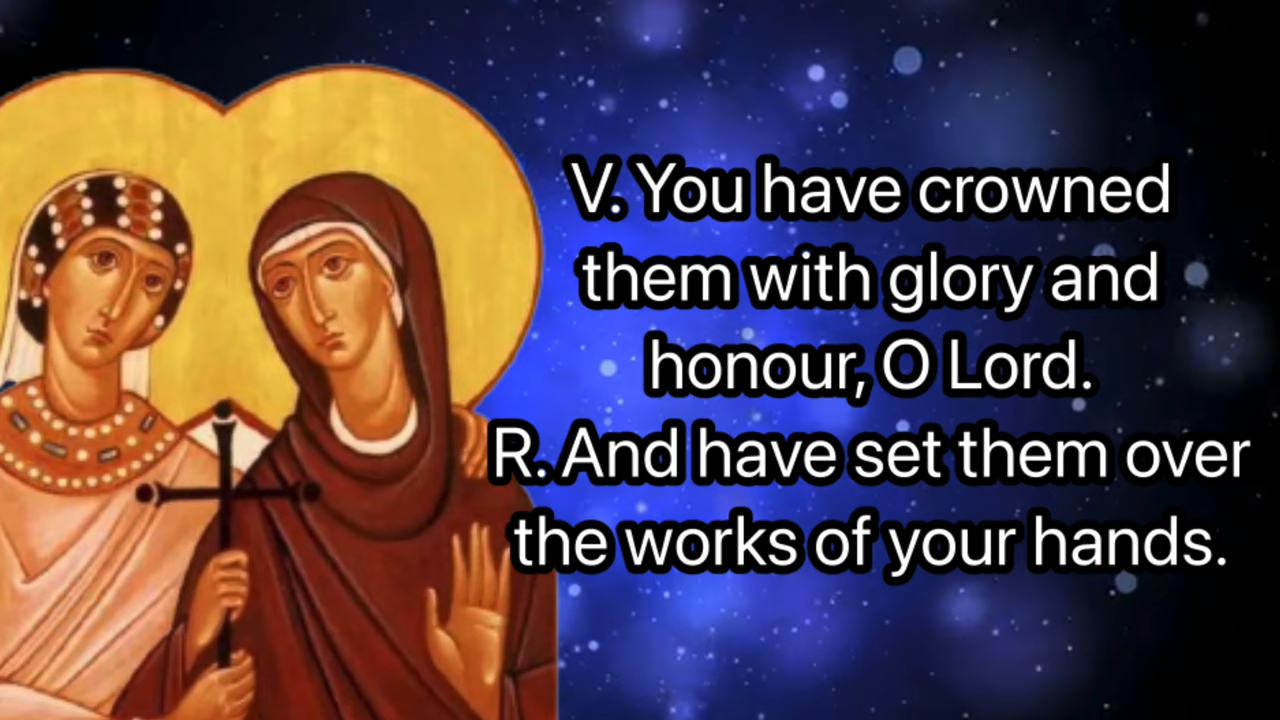 V. You have crowned
them with glory and
honour, O Lord.
R. And have set them over
the works of your hands.